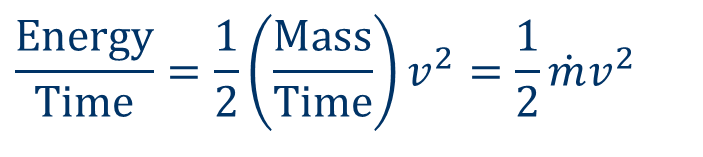 Energy/Time = 1/2 (Mass/Time) v² = 1/2 ṁv²